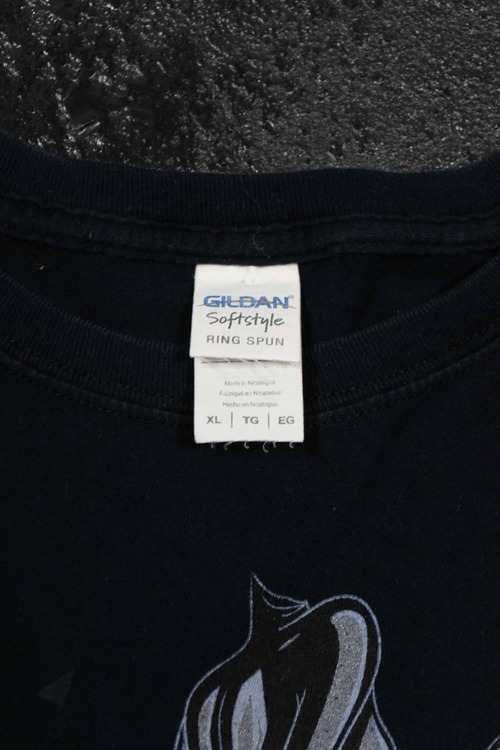 GILDAN®
Softstyle
RING SPUN
Made in Nicaragua
Fabriqué au Nicaragua
Hecho en Nicaragua
XL | TG | EG